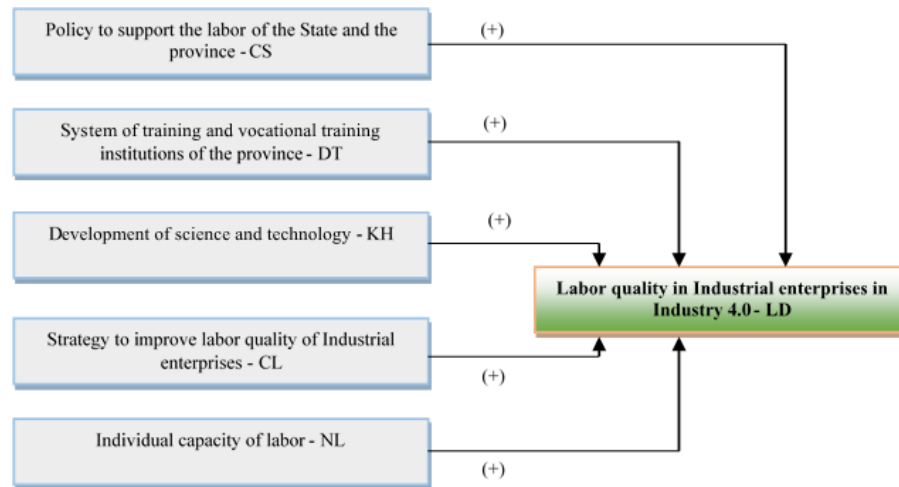 Policy to support the labor of the State and the
province - CS
(+)
System of training and vocational training
institutions of the province - DT
(+)
Development of science and technology - KH
(+)
Labor quality in Industrial enterprises in
Industry 4.0 - LD
Strategy to improve labor quality of Industrial
enterprises - CL
(+)
Individual capacity of labor - NL
(+)